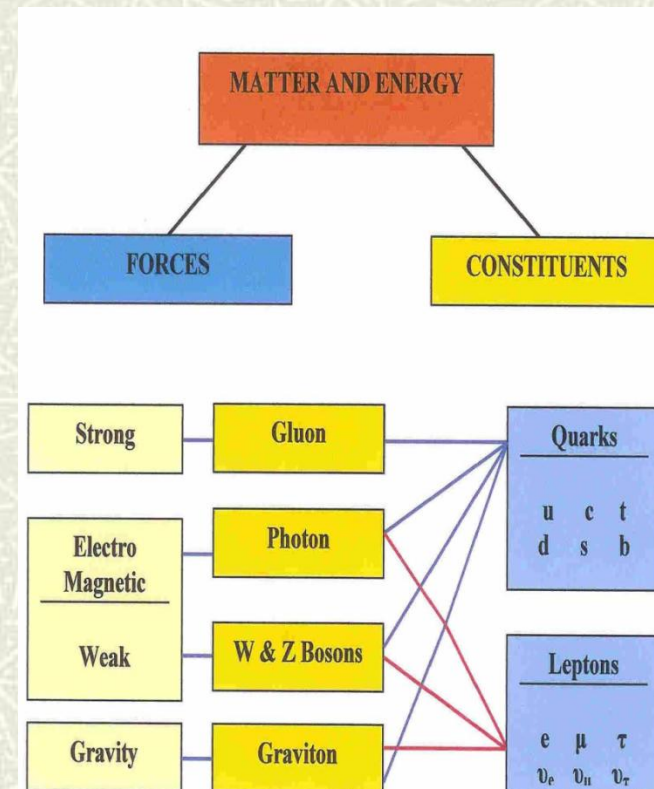 MATTER AND ENERGY
FORCES
CONSTITUENTS
Strong
Gluon
Quarks
u c t
d s b
Electro
Magnetic
Photon
Weak
W & Z Bosons
Leptons
e μ τ
υe υμ υτ
Gravity
Graviton